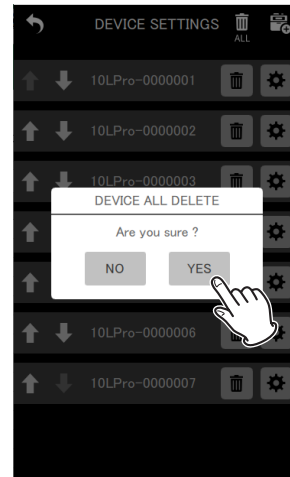 DEVICE SETTINGS
ALL
10LPro-0000001
10LPro-0000002
10LPro-0000003
DEVICE ALL DELETE
Are you sure ?
NO YES
10LPro-0000006
10LPro-0000007